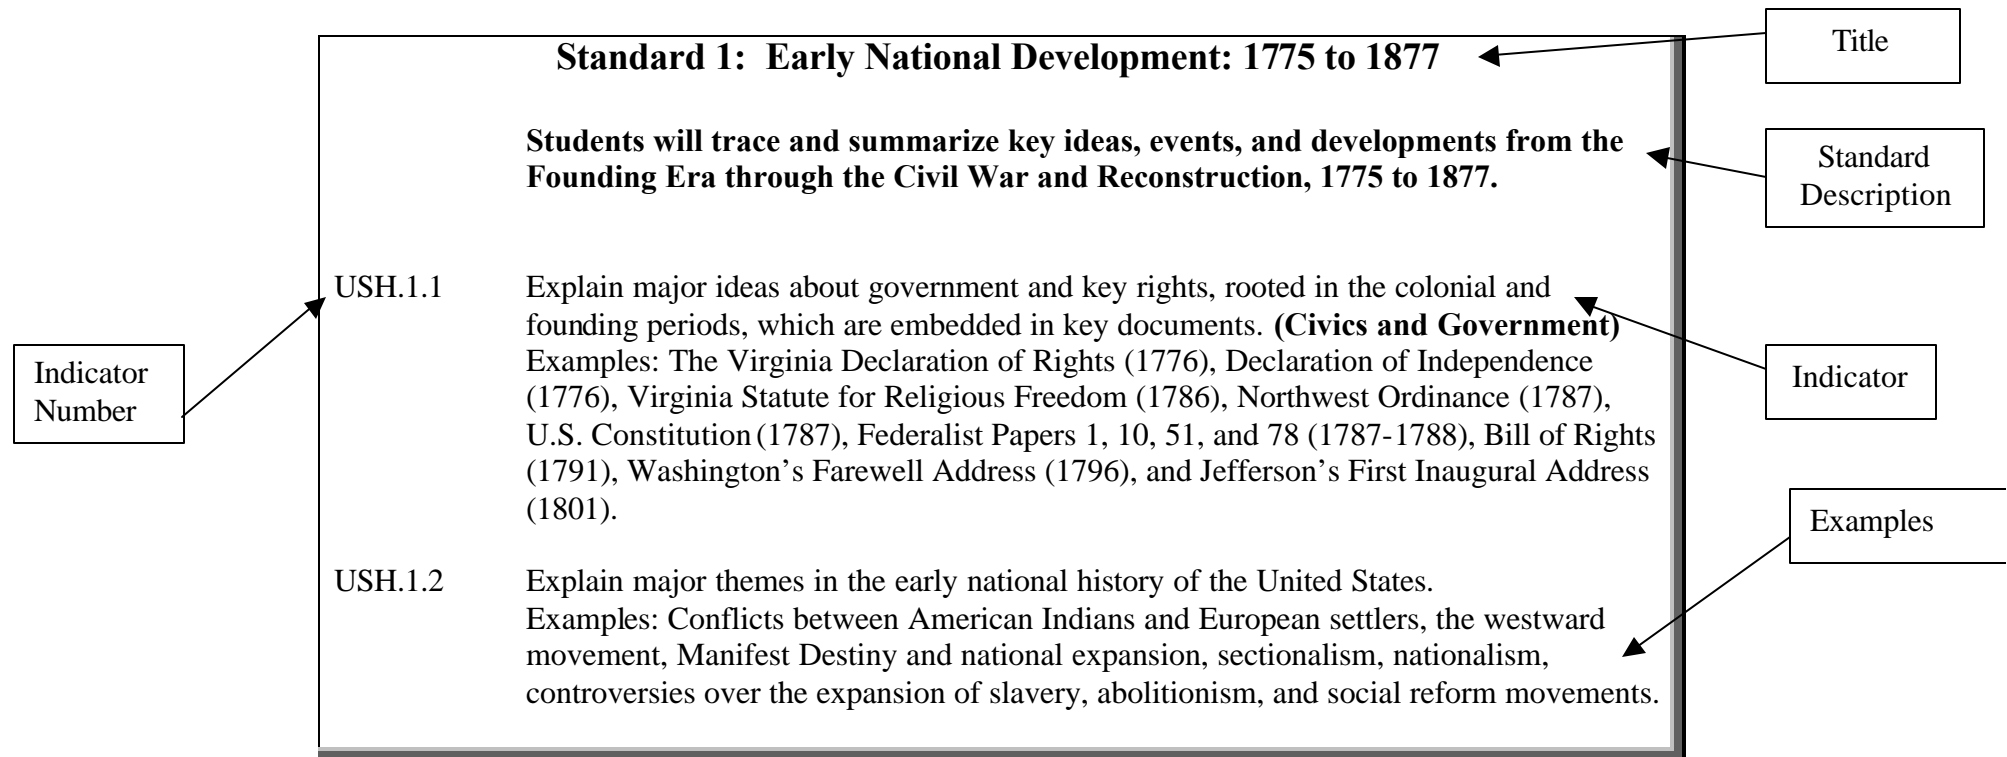 Standard 1: Early National Development: 1775 to 1877
Title
Students will trace and summarize key ideas, events, and developments from the
Founding Era through the Civil War and Reconstruction, 1775 to 1877.
Standard
Description
USH.1.1 Explain major ideas about government and key rights, rooted in the colonial and
founding periods, which are embedded in key documents. (Civics and Government)
Examples: The Virginia Declaration of Rights (1776), Declaration of Independence
(1776), Virginia Statute for Religious Freedom (1786), Northwest Ordinance (1787),
U.S. Constitution (1787), Federalist Papers 1, 10, 51, and 78 (1787-1788), Bill of Rights
(1791), Washington’s Farewell Address (1796), and Jefferson’s First Inaugural Address
(1801).
Indicator
Number
Indicator
Examples
USH.1.2 Explain major themes in the early national history of the United States.
Examples: Conflicts between American Indians and European settlers, the westward
movement, Manifest Destiny and national expansion, sectionalism, nationalism,
controversies over the expansion of slavery, abolitionism, and social reform movements.